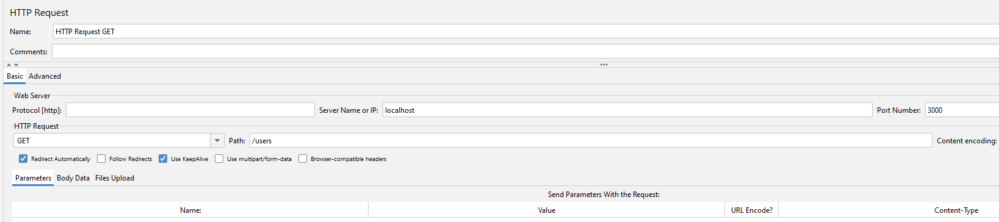 HTTP Request
Name: HTTP Request GET
Comments:
Basic Advanced
Web Server
Protocol [http]: Server Name or IP: localhost Port Number: 3000
HTTP Request
GET Path: /users Content encoding:
Redirect Automatically Follow Redirects Use KeepAlive Use multipart/form-data Browser-compatible headers
Parameters Body Data Files Upload
Send Parameters With the Request:
Name: Value URL Encode? Content-Type